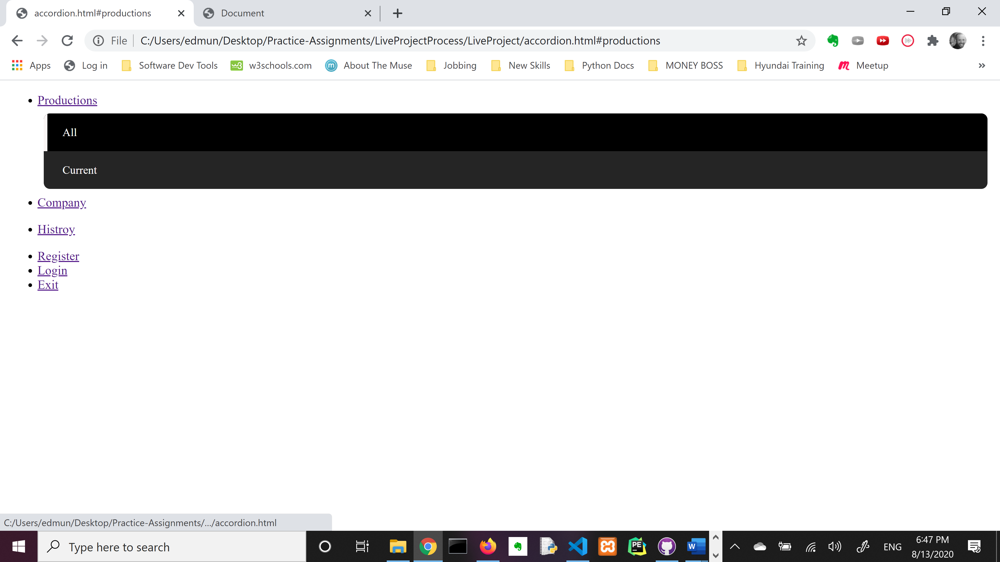 accordion.html#productions
Document
File C:/Users/edmun/Desktop/Practice-Assignments/LiveProjectProcess/LiveProject/accordion.html#productions
Apps Log in Software Dev Tools w3 w3schools.com m About The Muse Jobbing New Skills Python Docs MONEY BOSS Hyundai Training Meetup »
Productions
All
Current
Company
Histroy
Register
Login
Exit
C:/Users/edmun/Desktop/Practice-Assignments/.../accordion.html
Type here to search
PE
W
ENG
6:47 PM
8/13/2020